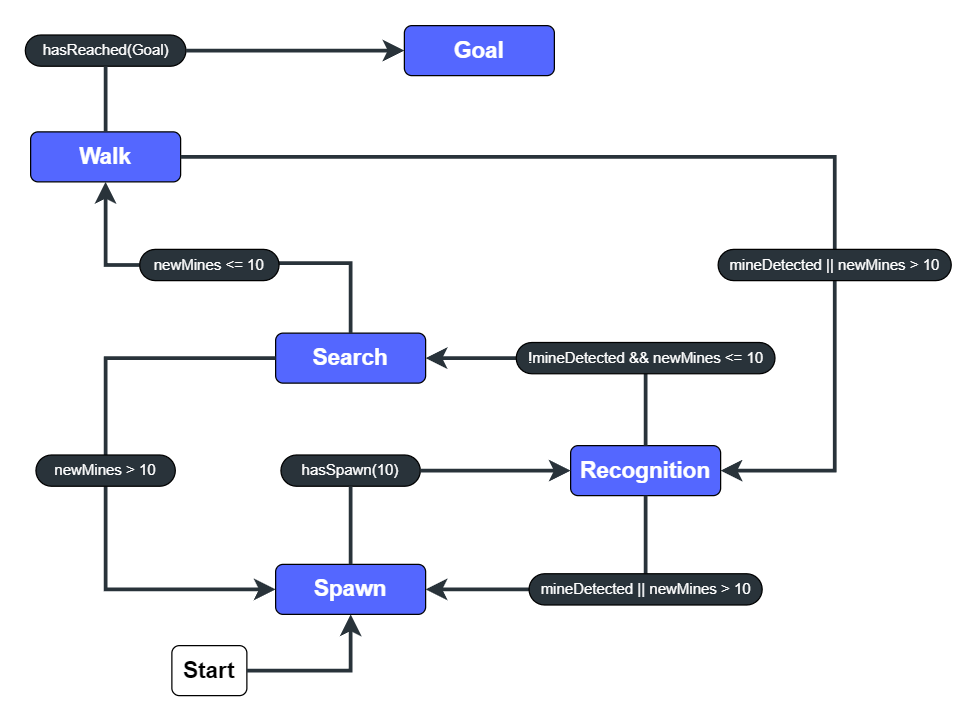 hasReached(Goal)
Goal
Walk
newMines <= 10
mineDetected || newMines > 10
Search
!mineDetected && newMines <= 10
newMines > 10
hasSpawn(10)
Recognition
Spawn
mineDetected || newMines > 10
Start